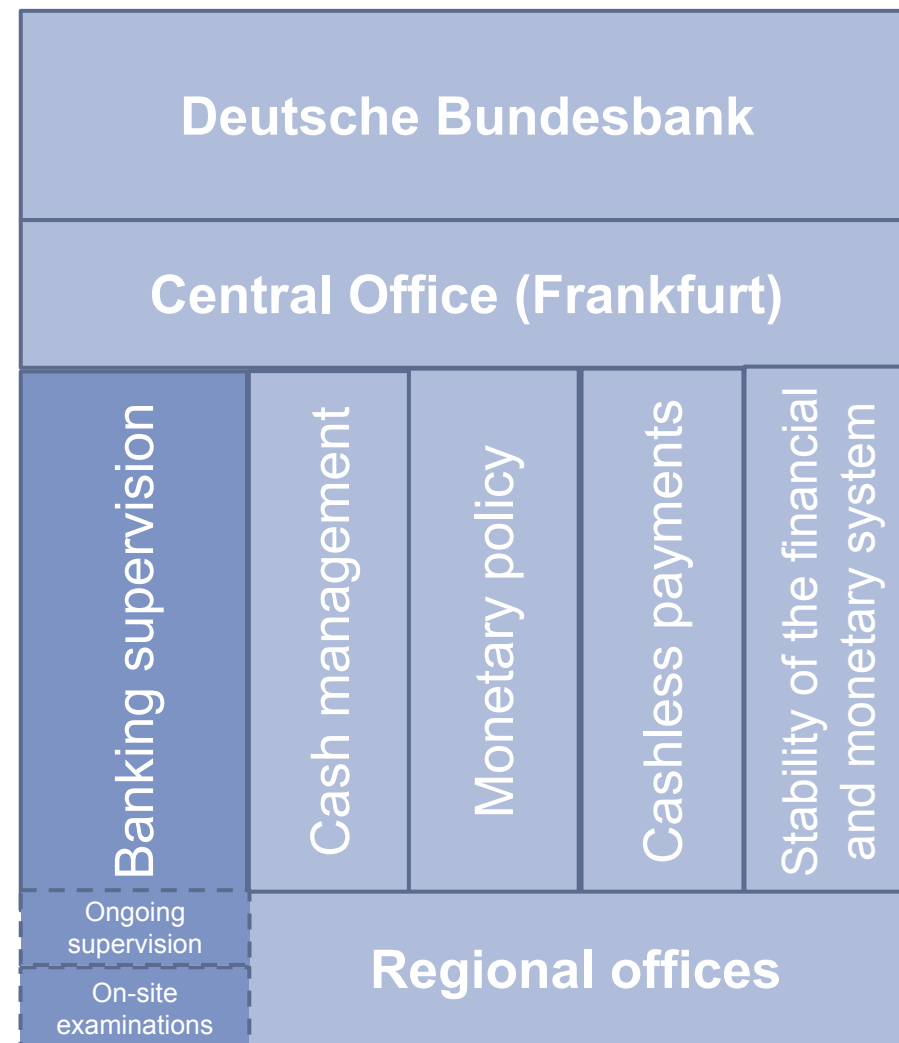 Deutsche Bundesbank
Central Office (Frankfurt)
Banking supervision
Cash management
Monetary policy
Cashless payments
Stability of the financial
and monetary system
Ongoing
supervision
On-site
examinations
Regional offices